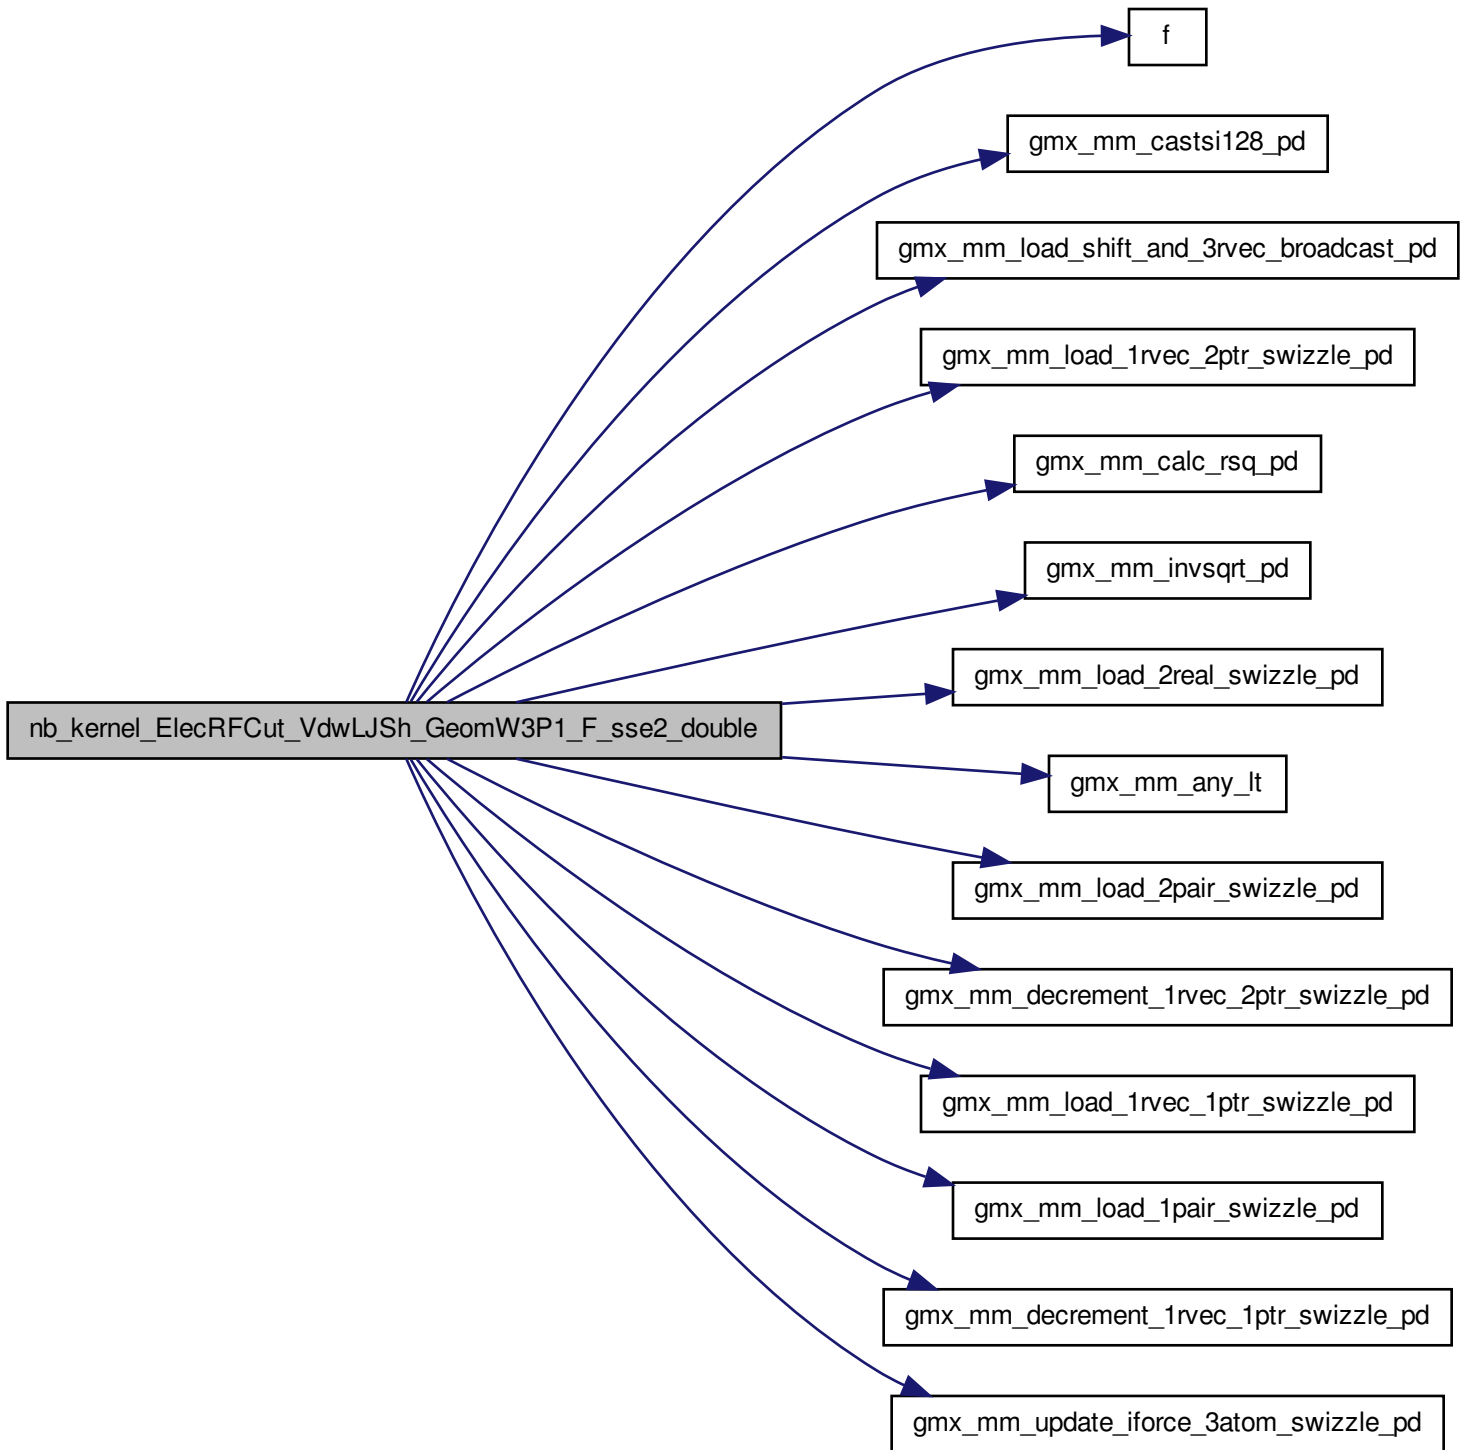 f
gmx_mm_castsi128_pd
gmx_mm_load_shift_and_3rvec_broadcast_pd
gmx_mm_load_1rvec_2ptr_swizzle_pd
gmx_mm_calc_rsq_pd
gmx_mm_invsqrt_pd
gmx_mm_load_2real_swizzle_pd
nb_kernel_ElecRFCut_VdwLJSh_GeomW3P1_F_sse2_double
gmx_mm_any_lt
gmx_mm_load_2pair_swizzle_pd
gmx_mm_decrement_1rvec_2ptr_swizzle_pd
gmx_mm_load_1rvec_1ptr_swizzle_pd
gmx_mm_load_1pair_swizzle_pd
gmx_mm_decrement_1rvec_1ptr_swizzle_pd
gmx_mm_update_iforce_3atom_swizzle_pd